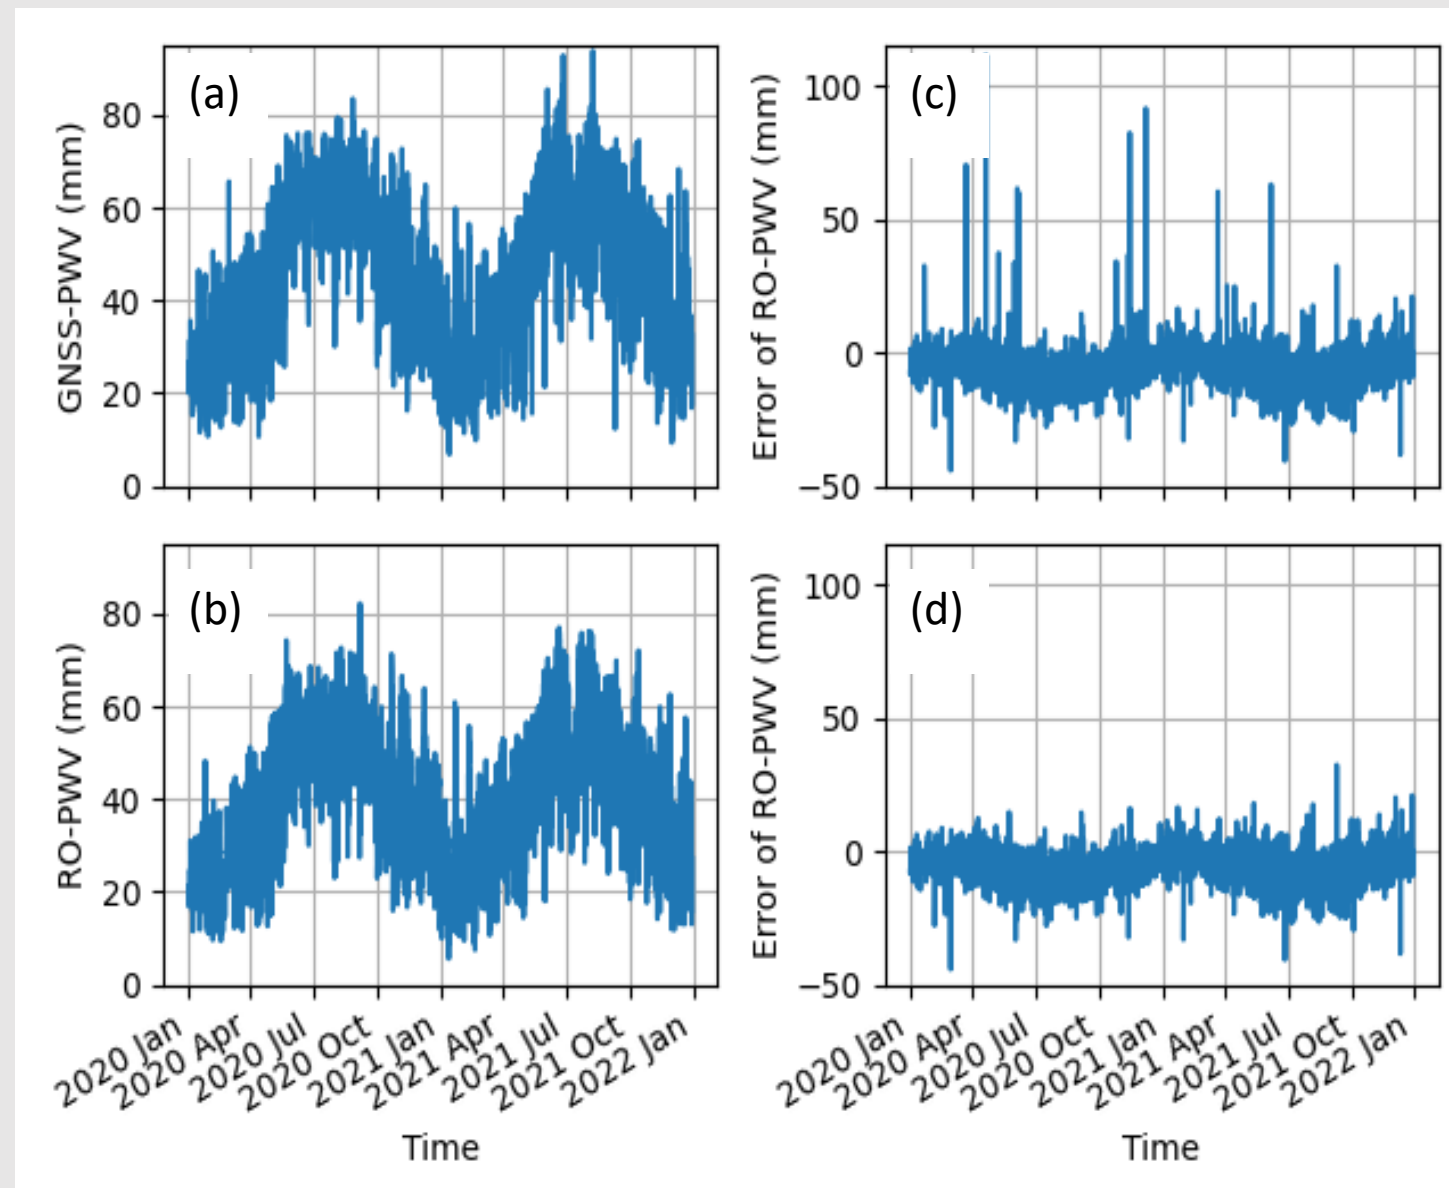 (a)
GNSS-PWV (mm)
80
60
40
20
0
(c)
Error of RO-PWV (mm)
100
50
0
−50
(b)
RO-PWV (mm)
80
60
40
20
0
2020 Jan
2020 Apr
2020 Jul
2020 Oct
2021 Jan
2021 Apr
2021 Jul
2021 Oct
2022 Jan
Time
(d)
Error of RO-PWV (mm)
100
50
0
−50
2020 Jan
2020 Apr
2020 Jul
2020 Oct
2021 Jan
2021 Apr
2021 Jul
2021 Oct
2022 Jan
Time